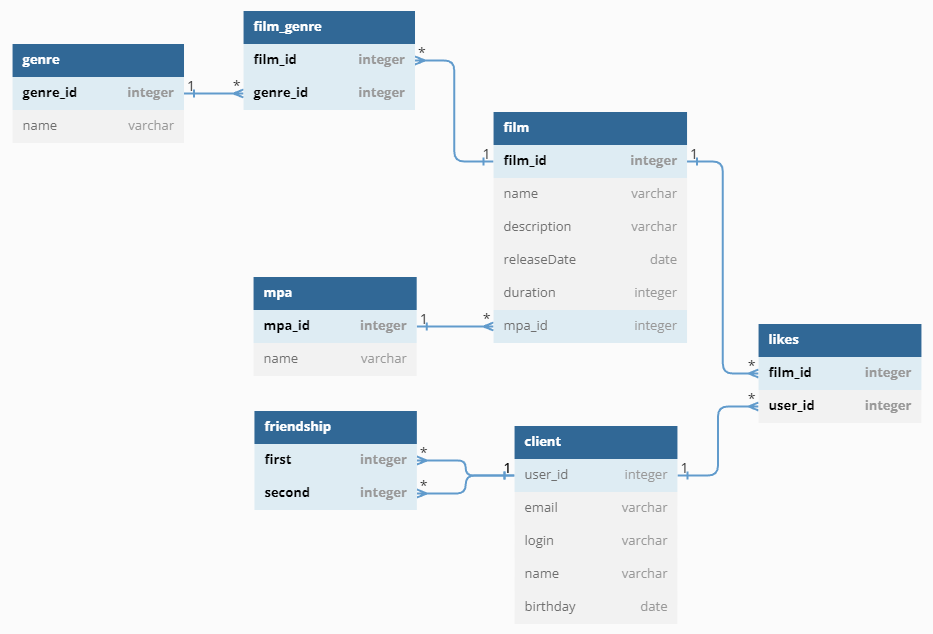 film_genre
film_id integer
genre_id integer
genre
genre_id integer
name varchar
film
film_id integer
name varchar
description varchar
releaseDate date
duration integer
mpa_id integer
mpa
mpa_id integer
name varchar
likes
film_id integer
user_id integer
friendship
first integer
second integer
client
user_id integer
email varchar
login varchar
name varchar
birthday date
1 *
* 1
1 *
1 *
* 1
*
1 *